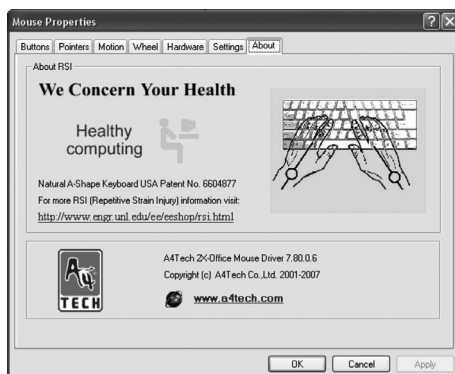 Mouse Properties
Buttons Pointers Motion Wheel Hardware Settings About
About RSI
We Concern Your Health
Healthy
computing
Natural A-Shape Keyboard USA Patent No. 6604877
For more RSI (Repetitive Strain Injury) information visit:
http://www.engr.unl.edu/ee/eeshop/rsi.html
A4
TECH
A4Tech 2X-Office Mouse Driver 7.80.0.6
Copyright (c) A4Tech Co.,Ltd. 2001-2007
www.a4tech.com
OK Cancel Apply